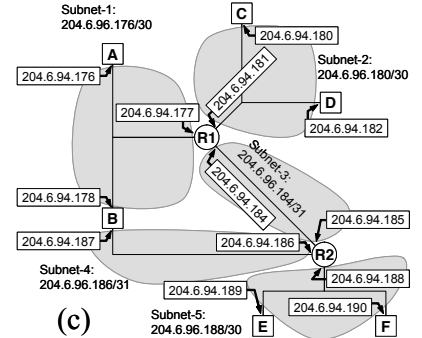 Subnet-1:
204.6.96.176/30
C
204.6.94.180
A
204.6.94.176
204.6.94.181
Subnet-2:
204.6.96.180/30
204.6.94.177
D
R1
204.6.94.182
Subnet-3:
204.6.96.184/31
204.6.94.184
204.6.94.178
B
204.6.94.185
204.6.94.187
204.6.94.186
R2
Subnet-4:
204.6.96.186/31
204.6.94.188
204.6.94.189
204.6.94.190
(c)
Subnet-5:
204.6.96.188/30
E
F